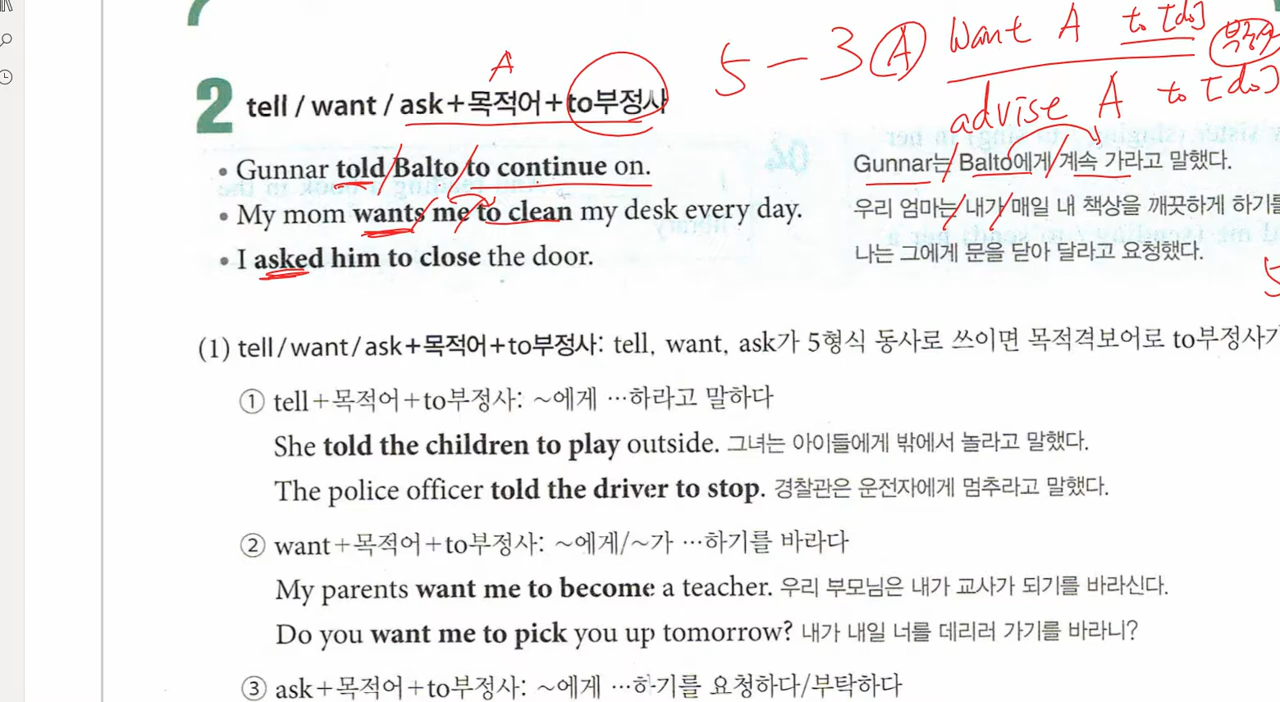 5-3 Ⓐ want A to [do]
advise A to [do]
A
2 tell / want / ask+목적어+to부정사
• Gunnar told Balto to continue on. Gunnar는 Balto에게 계속 가라고 말했다.
• My mom wants me to clean my desk every day. 우리 엄마는 내가 매일 내 책상을 깨끗하게 하기를
• I asked him to close the door. 나는 그에게 문을 닫아 달라고 요청했다.
5
(1) tell/want/ask+목적어+to부정사: tell, want, ask가 5형식 동사로 쓰이면 목적격보어로 to부정사가
① tell+목적어+to부정사: ~에게 …하라고 말하다
She told the children to play outside. 그녀는 아이들에게 밖에서 놀라고 말했다.
The police officer told the driver to stop. 경찰관은 운전자에게 멈추라고 말했다.
② want+목적어+to부정사: ~에게/~가 …하기를 바라다
My parents want me to become a teacher. 우리 부모님은 내가 교사가 되기를 바라신다.
Do you want me to pick you up tomorrow? 내가 내일 너를 데리러 가기를 바라니?
③ ask+목적어+to부정사: ~에게 …하기를 요청하다/부탁하다